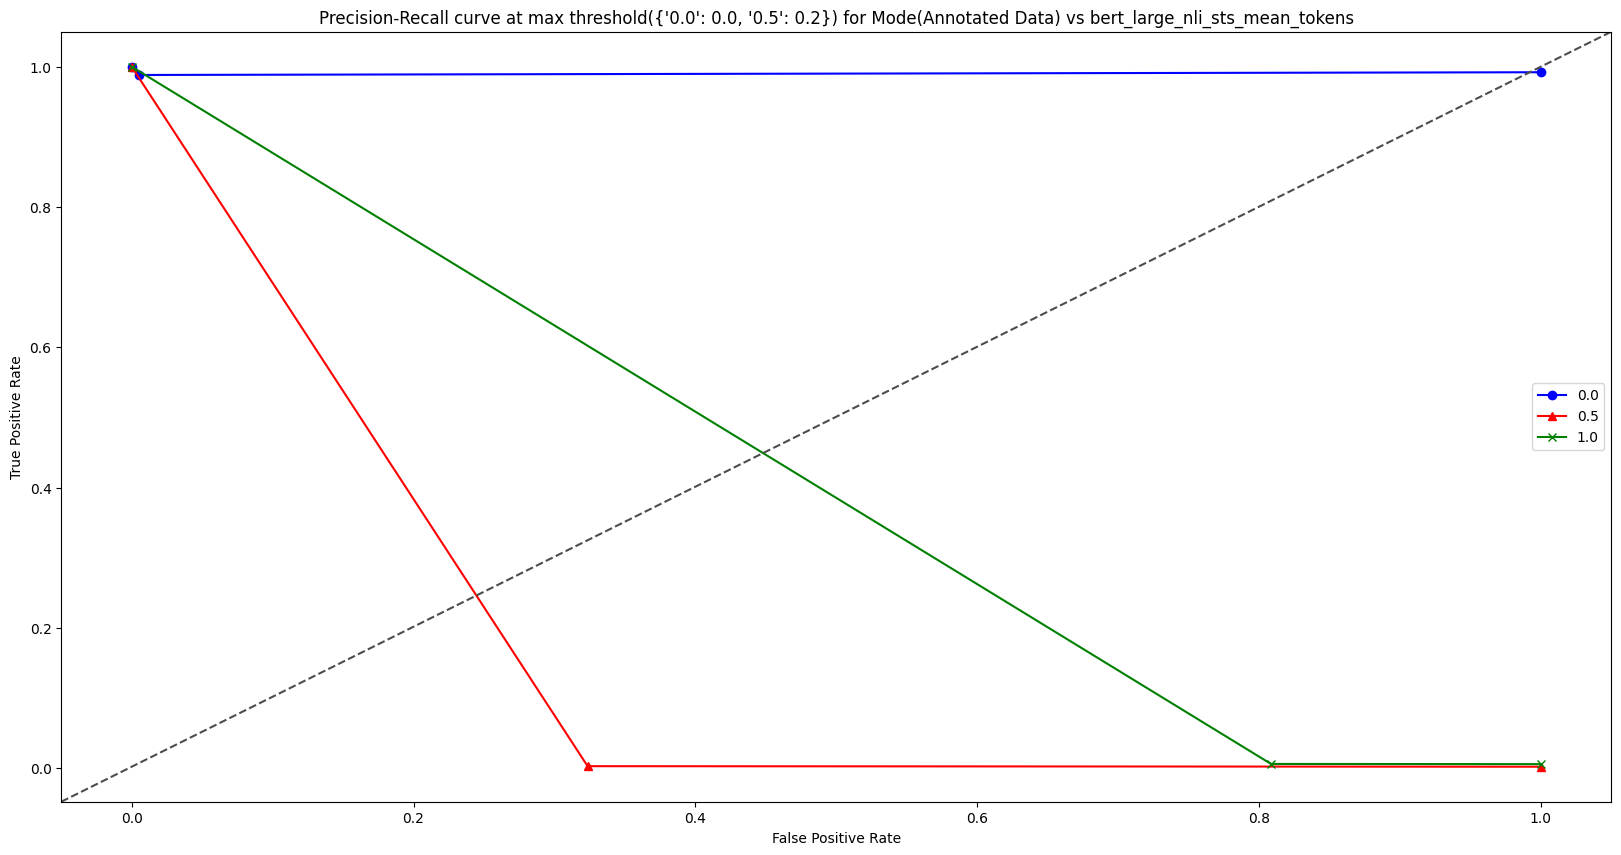 Precision-Recall curve at max threshold({'0.0': 0.0, '0.5': 0.2}) for Mode(Annotated Data) vs bert_large_nli_sts_mean_tokens
1.0
0.8
0.6
0.4
0.2
0.0
True Positive Rate
0.0
0.5
1.0
0.0 0.2 0.4 0.6 0.8 1.0
False Positive Rate